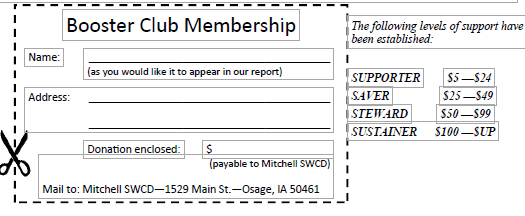 Booster Club Membership
Name:
(as you would like it to appear in our report)
Address:
Donation enclosed: $
(payable to Mitchell SWCD)
Mail to: Mitchell SWCD—1529 Main St.—Osage, IA 50461
The following levels of support have
been established:
SUPPORTER $5 —$24
SAVER $25 —$49
STEWARD $50 —$99
SUSTAINER $100 —$UP